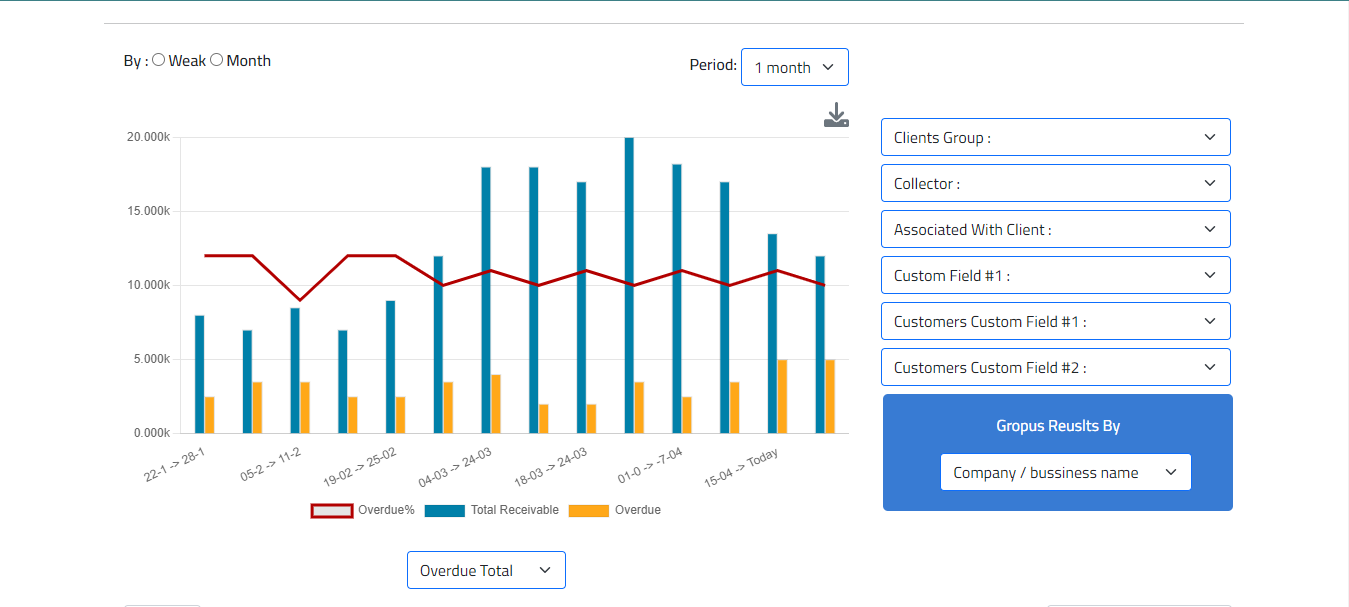 By : Weak Month
Period: 1 month
20.000k
15.000k
10.000k
5.000k
0.000k
22-1 -> 28-1
05-2 -> 11-2
19-02 -> 25-02
04-03 -> 24-03
18-03 -> 24-03
01-0 -> -7-04
15-04 -> Today
Overdue% Total Receivable Overdue
Overdue Total
Clients Group :
Collector :
Associated With Client :
Custom Field #1 :
Customers Custom Field #1 :
Customers Custom Field #2 :
Gropus Reuslts By
Company / bussiness name